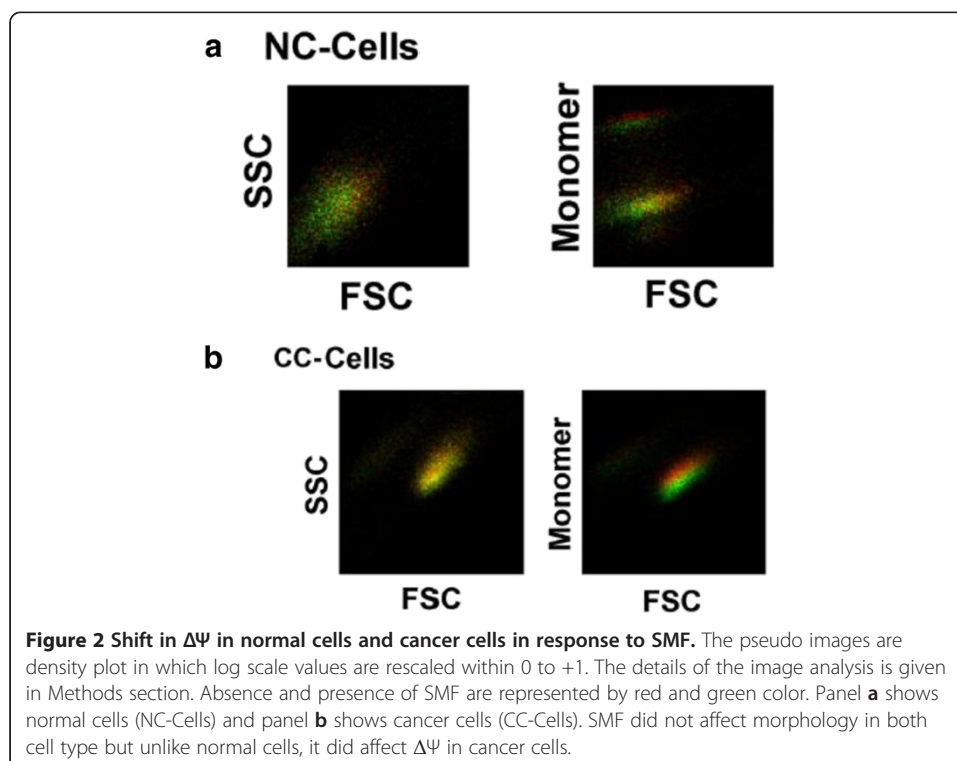 a NC-Cells
SSC
FSC
Monomer
FSC
b CC-Cells
SSC
FSC
Monomer
FSC
Figure 2 Shift in ΔΨ in normal cells and cancer cells in response to SMF. The pseudo images are
density plot in which log scale values are rescaled within 0 to +1. The details of the image analysis is given
in Methods section. Absence and presence of SMF are represented by red and green color. Panel a shows
normal cells (NC-Cells) and panel b shows cancer cells (CC-Cells). SMF did not affect morphology in both
cell type but unlike normal cells, it did affect ΔΨ in cancer cells.